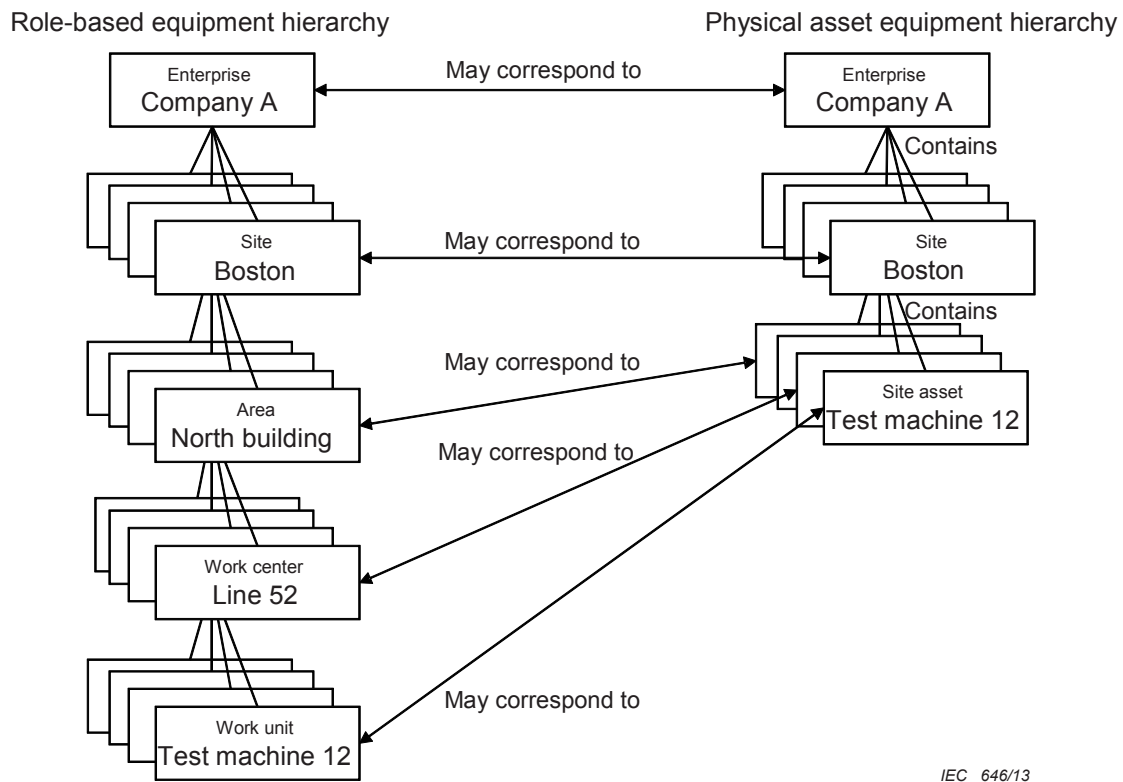 Role-based equipment hierarchy
Physical asset equipment hierarchy
Enterprise
Company A
May correspond to
Enterprise
Company A
Contains
Site
Boston
May correspond to
Site
Boston
Contains
Area
North building
May correspond to
Site asset
Test machine 12
May correspond to
Work center
Line 52
May correspond to
Work unit
Test machine 12
IEC 646/13